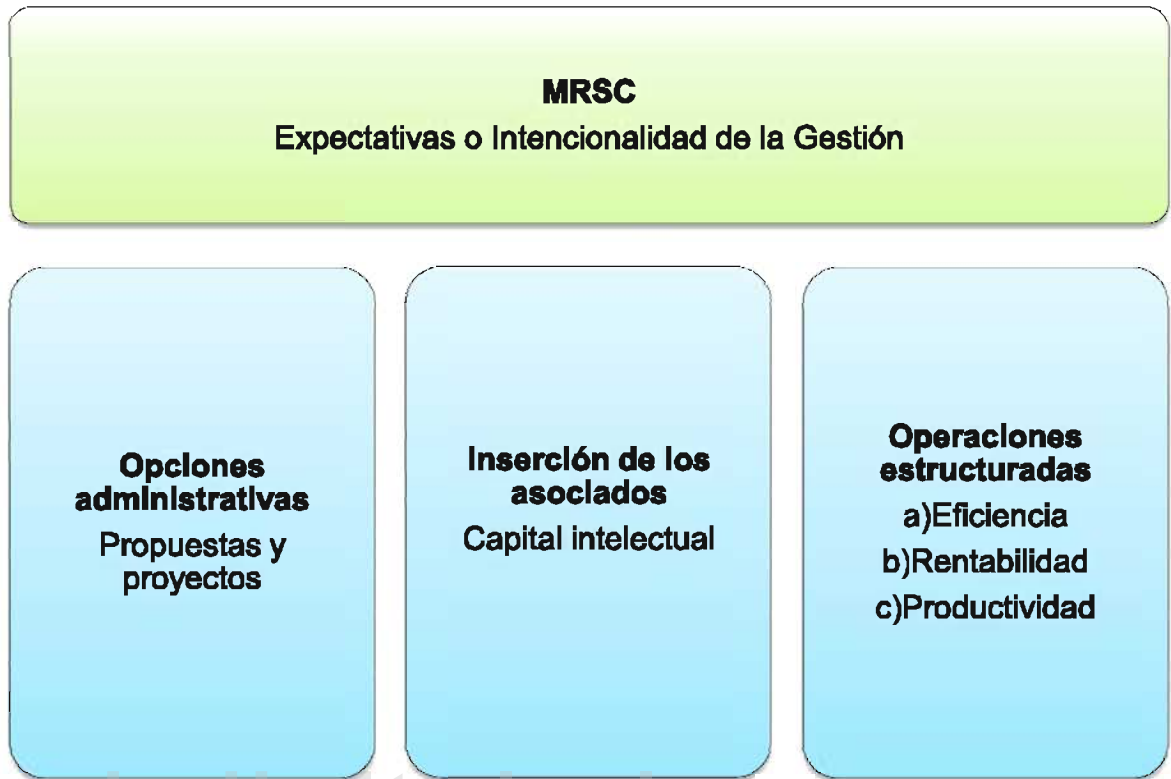 MRSC
Expectativas o Intencionalidad de la Gestión
Opciones
administrativas
Propuestas y
proyectos
Inserción de los
asociados
Capital intelectual
Operaciones
estructuradas
a)Eficiencia
b)Rentabilidad
c)Productividad